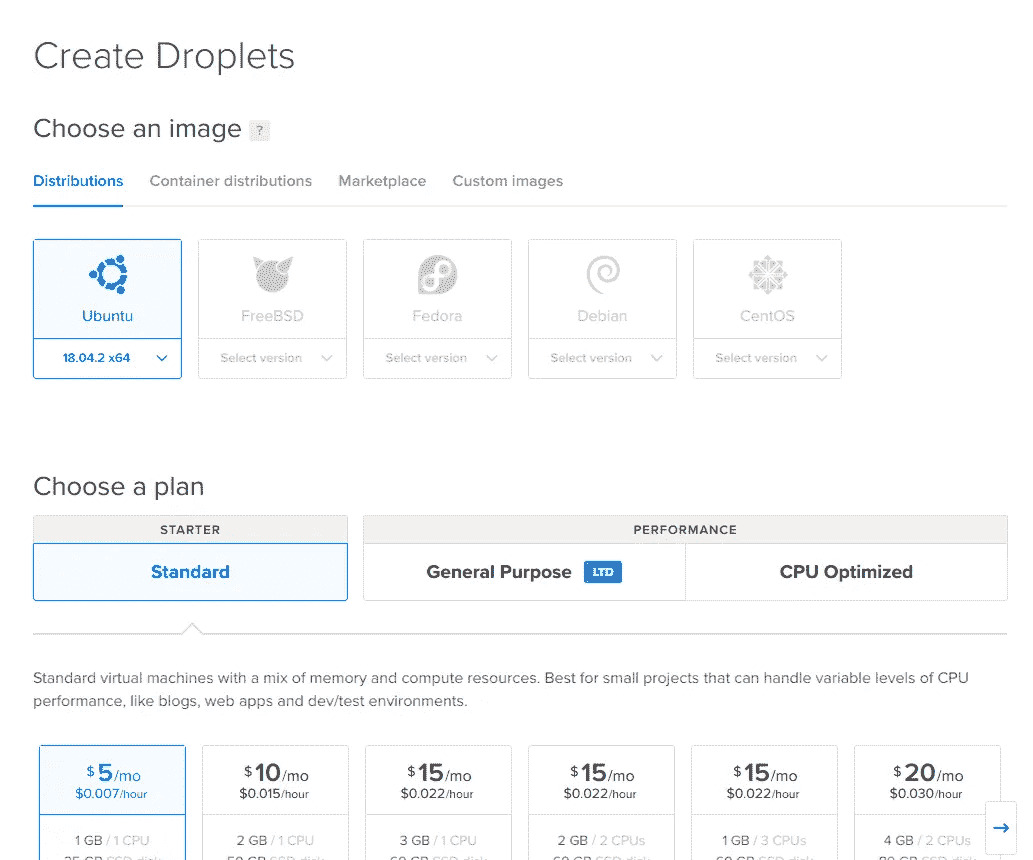 Create Droplets
Choose an image ?
Distributions Container distributions Marketplace Custom images
Ubuntu FreeBSD Fedora Debian CentOS
18.04.2 x64 Select version Select version Select version Select version
Choose a plan
STARTER PERFORMANCE
Standard General Purpose LTD CPU Optimized
Standard virtual machines with a mix of memory and compute resources. Best for small projects that can handle variable levels of CPU
performance, like blogs, web apps and dev/test environments.
$5/mo $10/mo $15/mo $15/mo $15/mo $20/mo
$0.007/hour $0.015/hour $0.022/hour $0.022/hour $0.022/hour $0.030/hour
1 GB / 1 CPU 2 GB / 1 CPU 3 GB / 1 CPU 2 GB / 2 CPUs 1 GB / 3 CPUs 4 GB / 2 CPUs